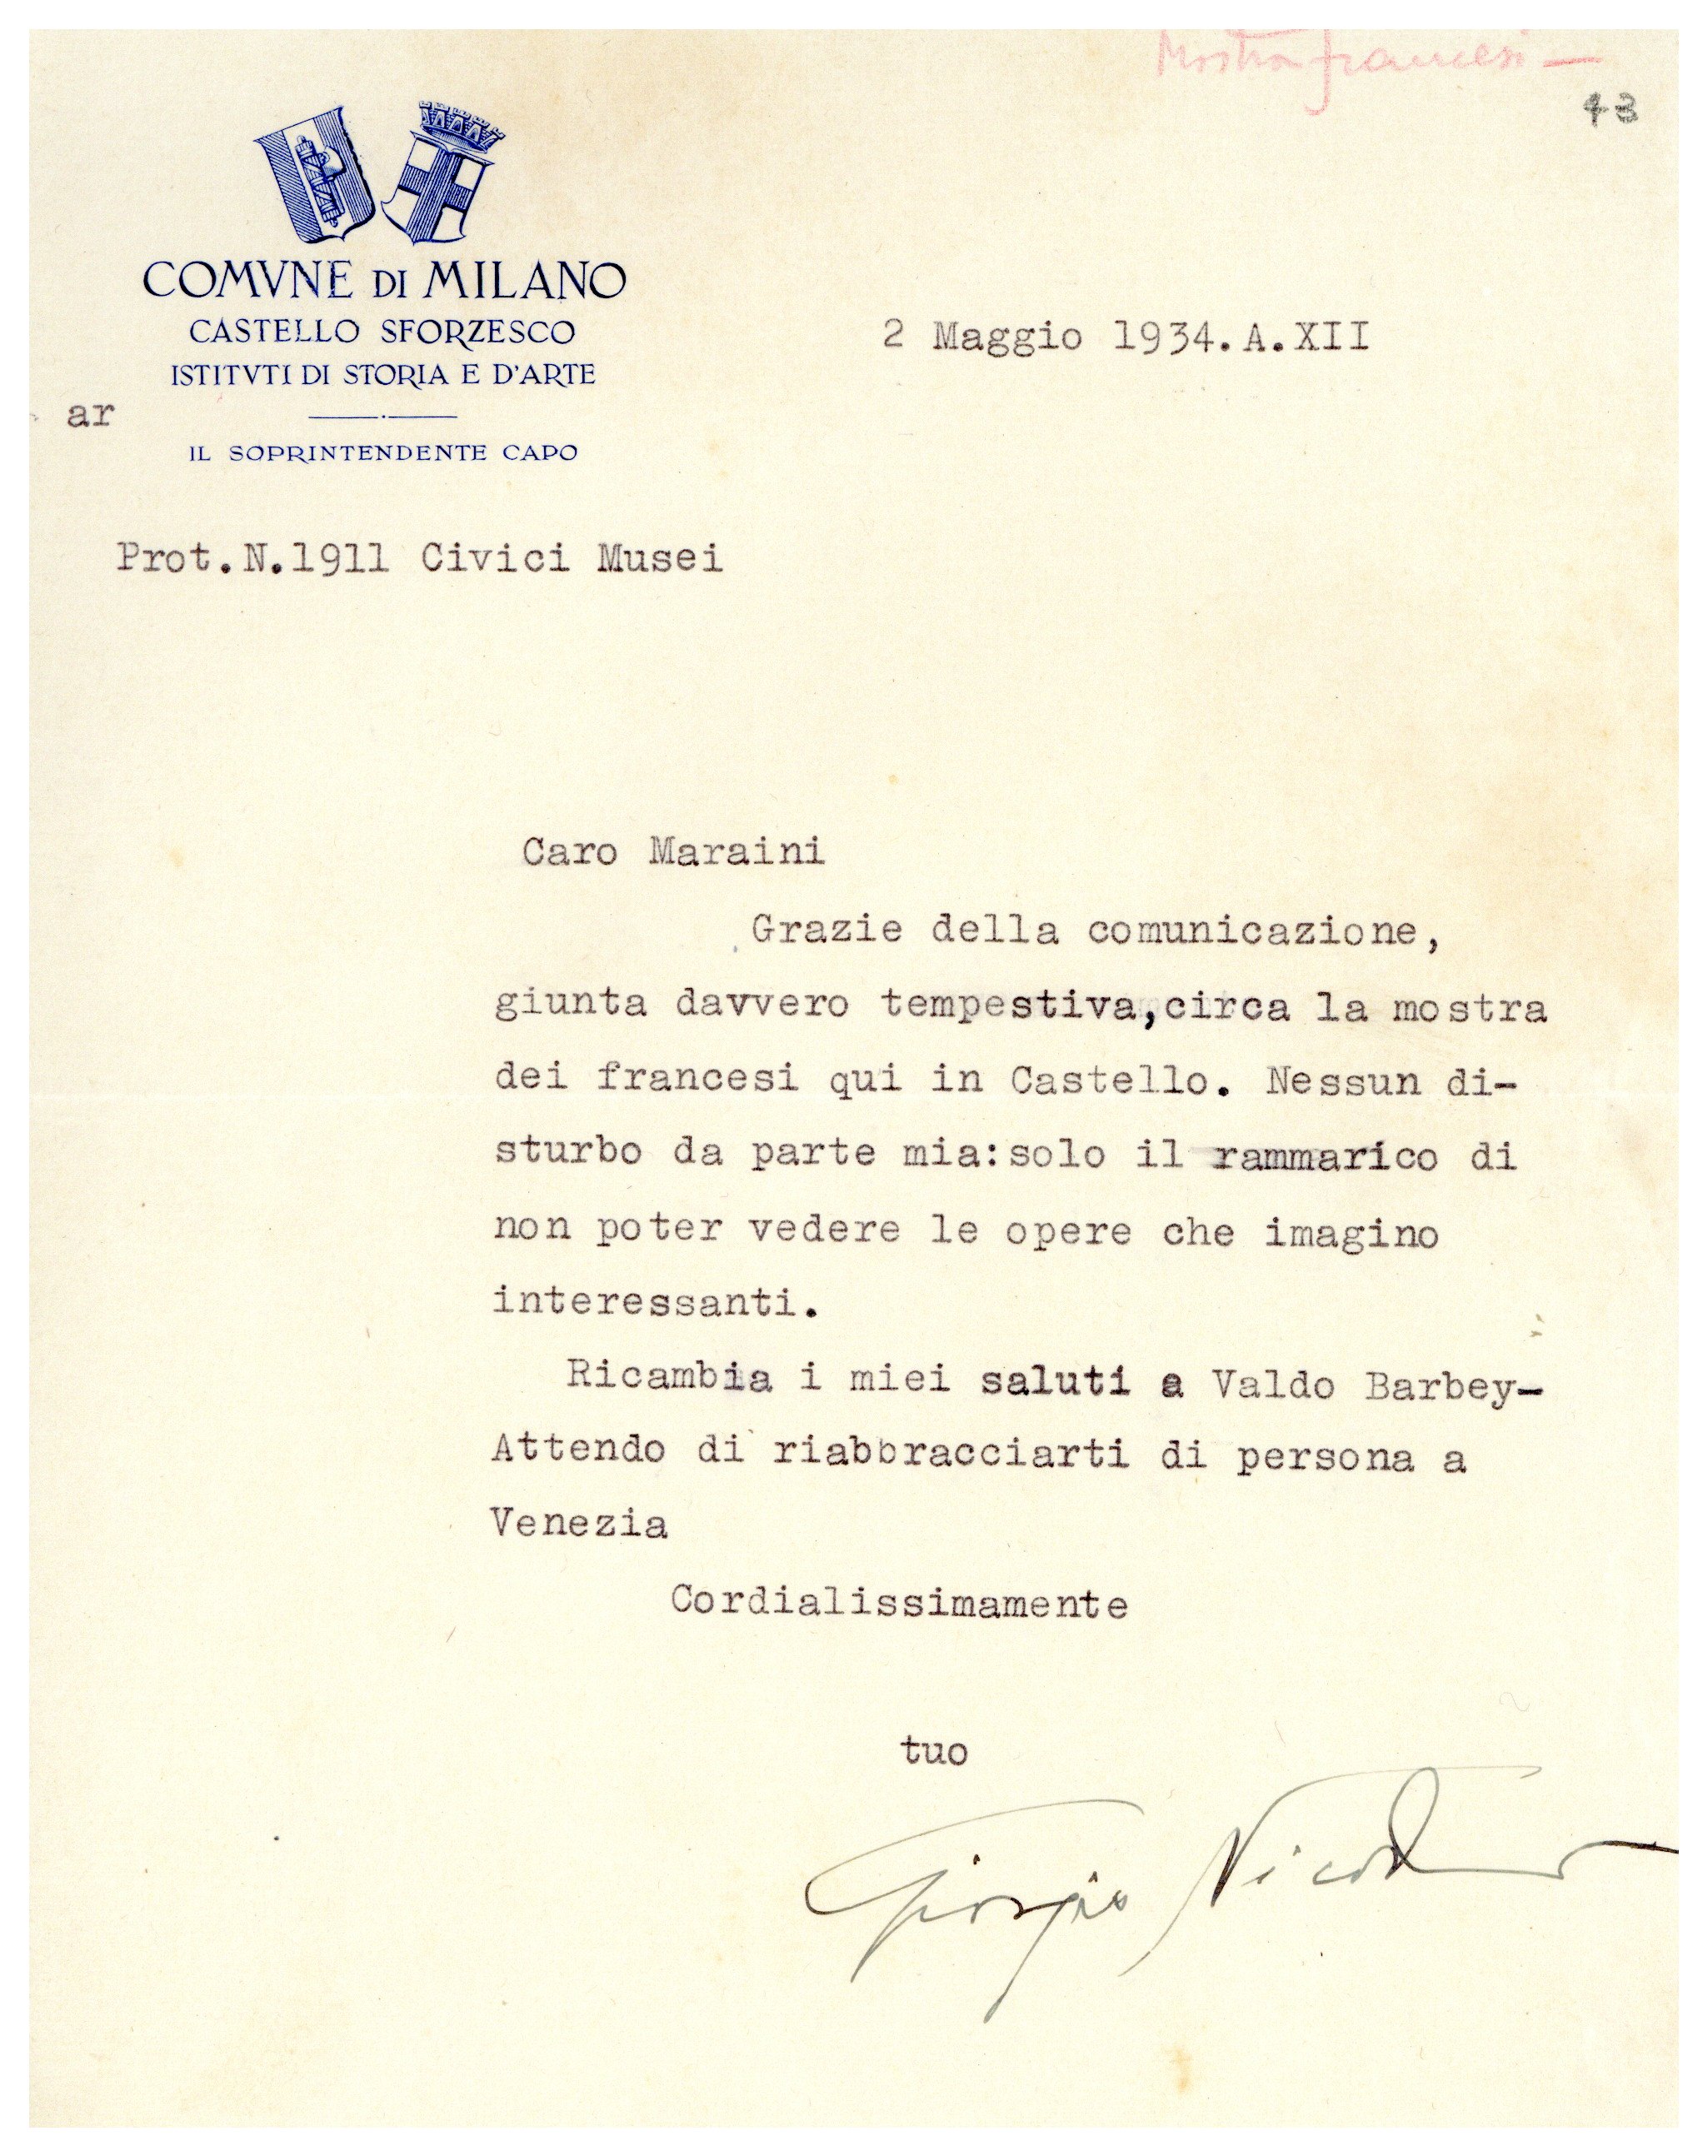 Mostra francesi —
43
COMVNE DI MILANO
CASTELLO SFORZESCO
ISTITVTI DI STORIA E D'ARTE
ar
IL SOPRINTENDENTE CAPO
2 Maggio 1934.A.XII
Prot.N.1911 Civici Musei
Caro Maraini
Grazie della comunicazione,
giunta davvero tempestiva,circa la mostra
dei francesi qui in Castello. Nessun di-
sturbo da parte mia:solo il rammarico di
non poter vedere le opere che imagino
interessanti.
Ricambia i miei saluti a Valdo Barbey-
Attendo di riabbracciarti di persona a
Venezia
Cordialissimamente
tuo
Giorgio